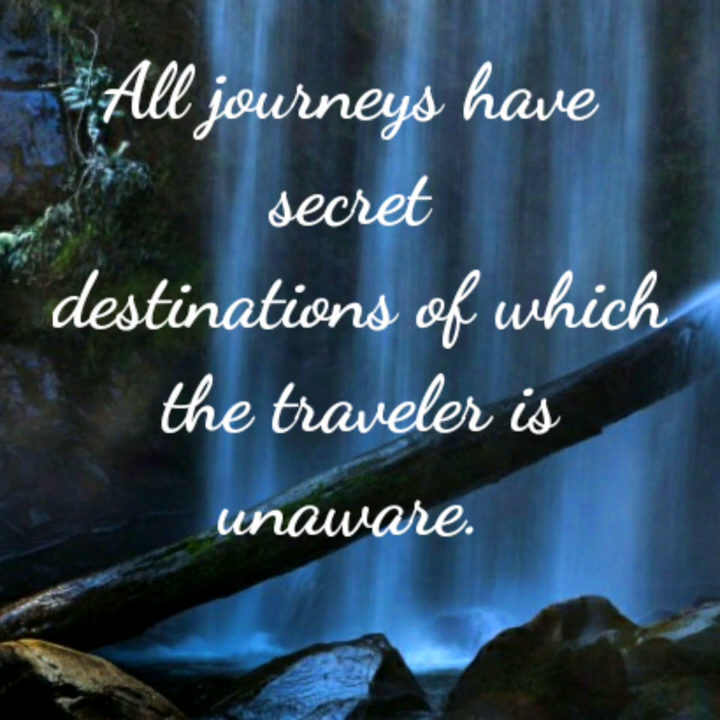 All journeys have
secret
destinations of which
the traveler is
unaware.